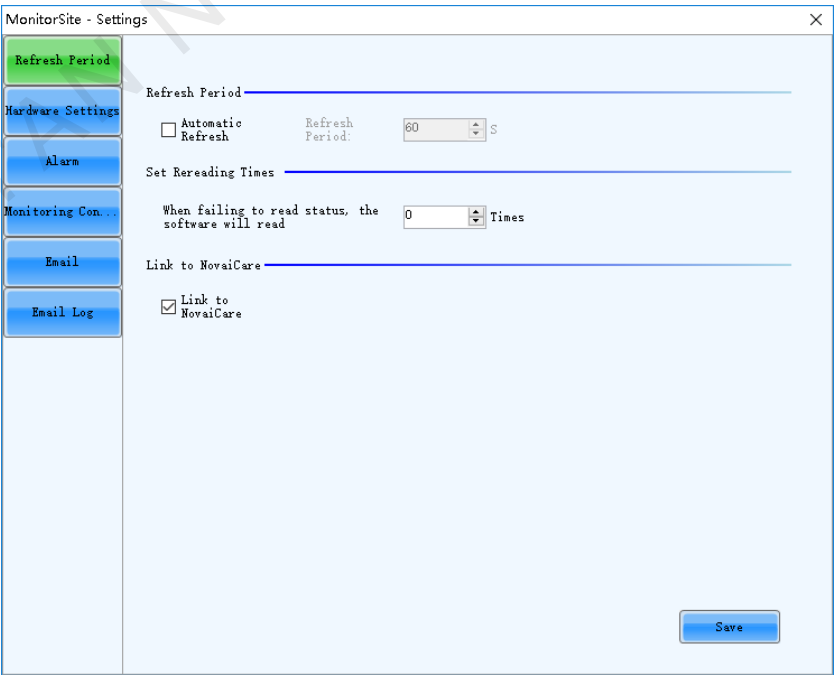 MonitorSite - Settings
Refresh Period
Hardware Settings
Alarm
Monitoring Con...
Email
Email Log
Refresh Period
Automatic
Refresh
Refresh
Period:
60
S
Set Rereading Times
When failing to read status, the
software will read
0
Times
Link to NovaiCare
Link to
NovaiCare
Save